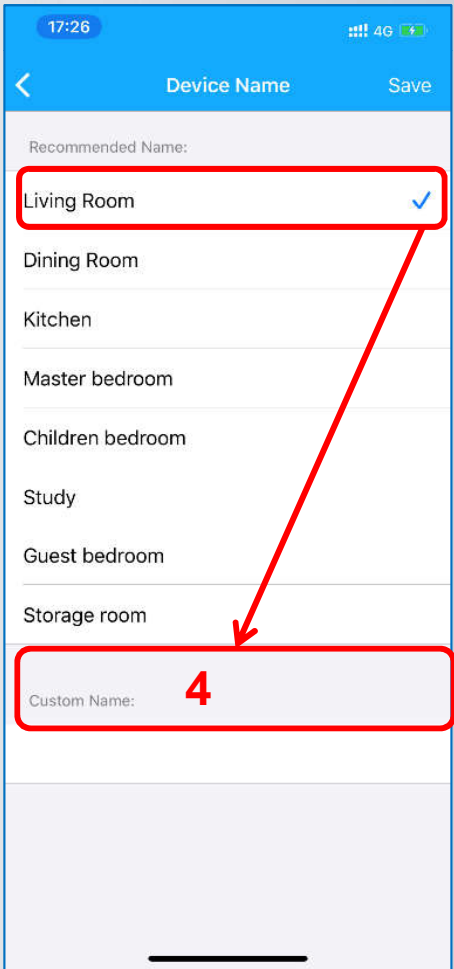 17:26 4G
Device Name Save
Recommended Name:
Living Room
Dining Room
Kitchen
Master bedroom
Children bedroom
Study
Guest bedroom
Storage room
4
Custom Name: